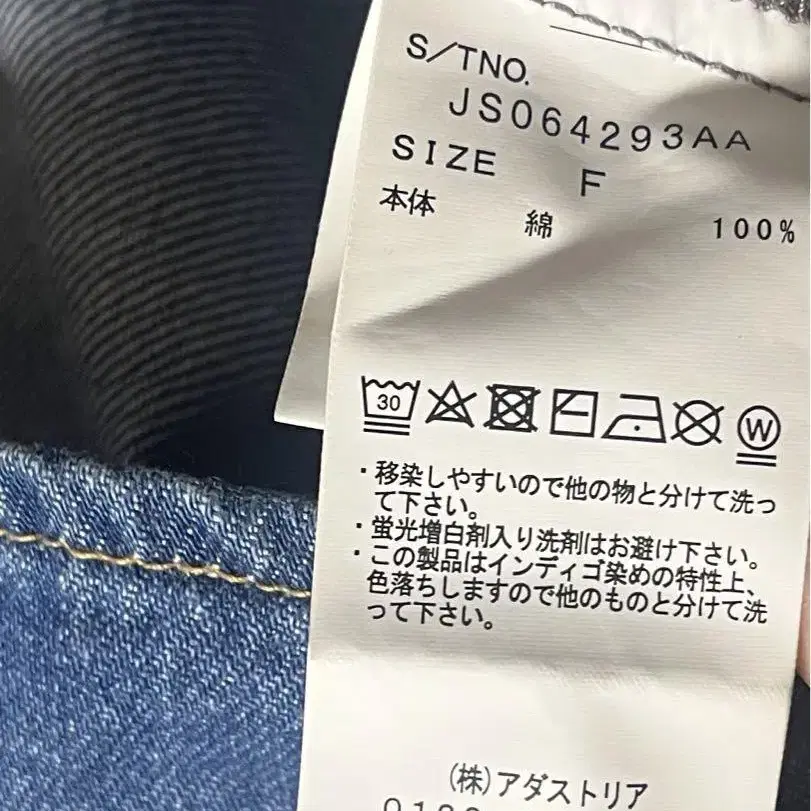 S/TNO.
JS064293AA
SIZE F
本体 綿 100%
30
W
・移染しやすいので他の物と分けて洗っ
て下さい。
・蛍光増白剤入り洗剤はお避け下さい。
・この製品はインディゴ染めの特性上、
色落ちしますので他のものと分けて洗
って下さい。
(株)アダストリア